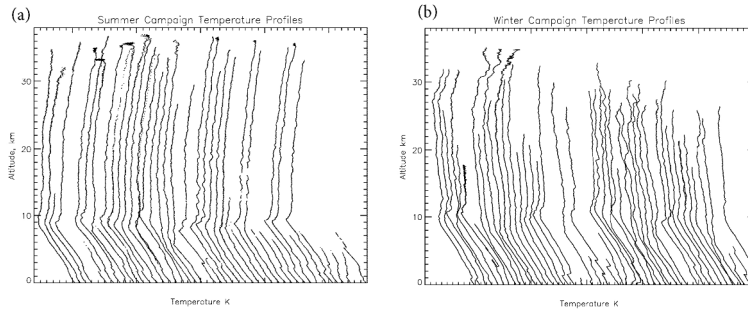 (a)
Summer Campaign Temperature Profiles
Altitude, km
30
20
10
0
Temperature K
(b)
Winter Campaign Temperature Profiles
Altitude km
30
20
10
0
Temperature K